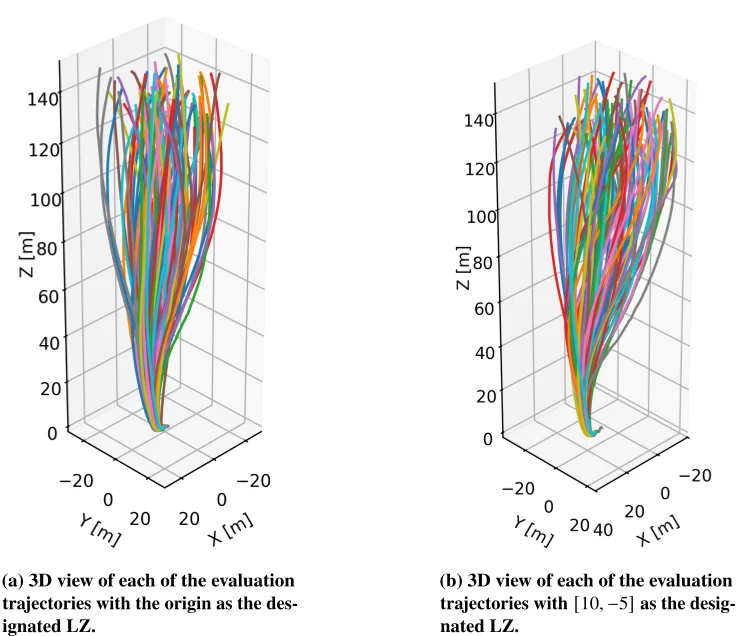 140
120
100
80
60
40
20
0
Z [m]
−20
0
20
Y [m]
−20
0
20
X [m]
140
120
100
80
60
40
20
0
Z [m]
−20
0
20
Y [m]
−20
0
20
40
X [m]
(a) 3D view of each of the evaluation
trajectories with the origin as the des-
ignated LZ.
(b) 3D view of each of the evaluation
trajectories with [10, −5] as the desig-
nated LZ.